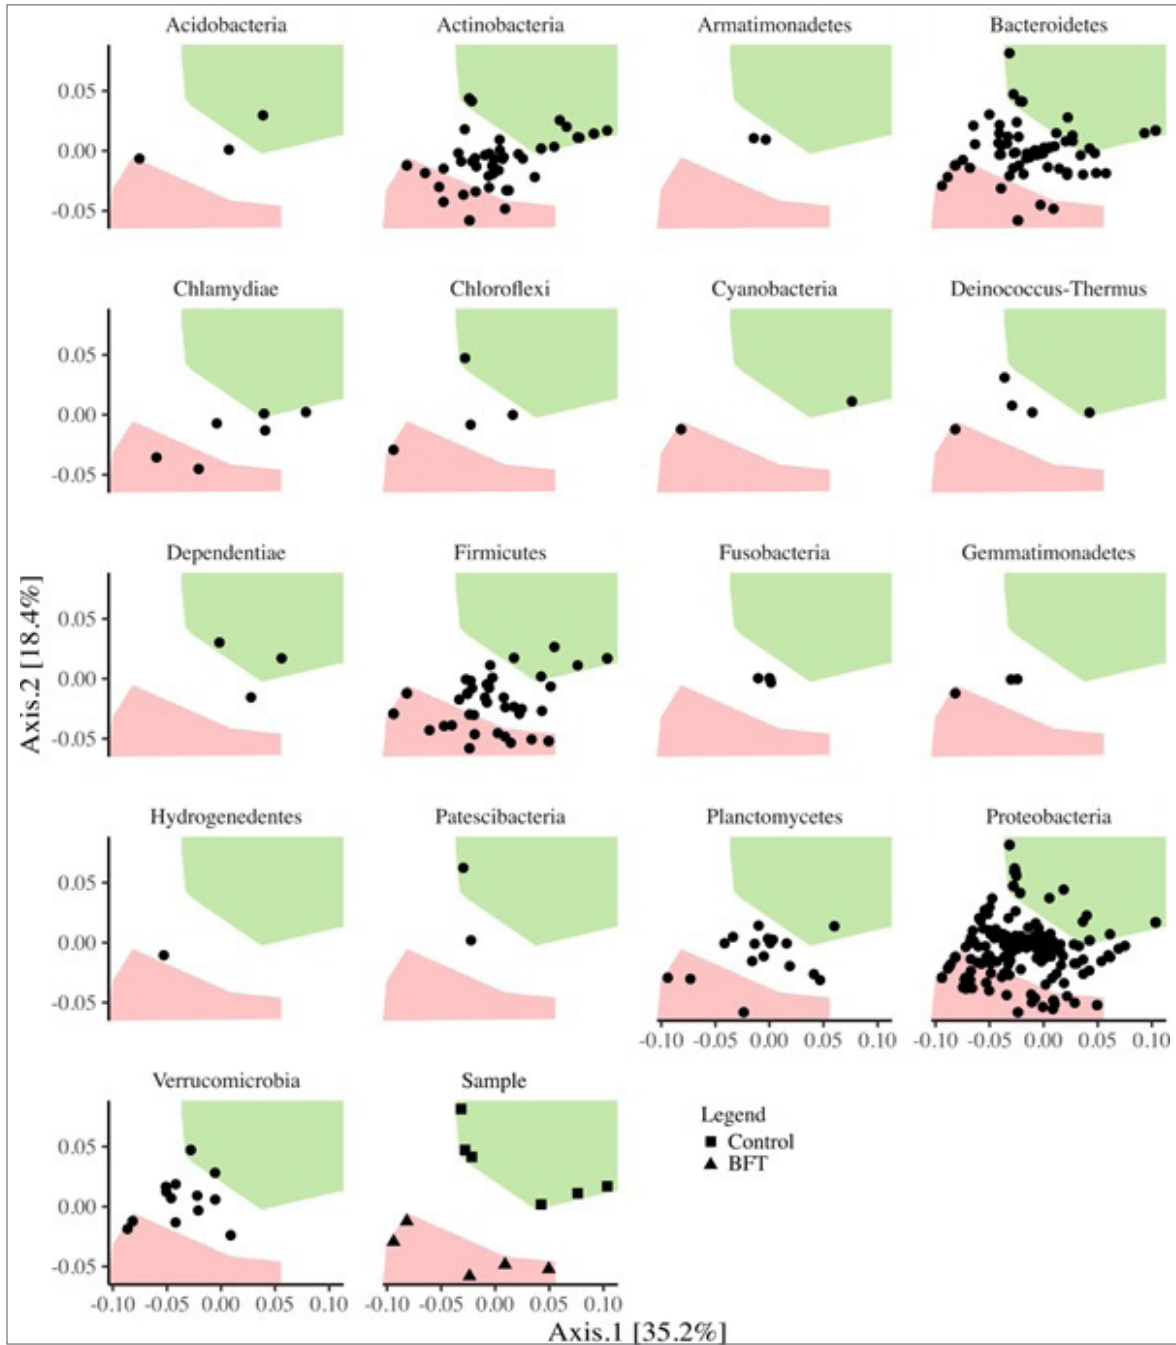 Acidobacteria Actinobacteria Armatimonadetes Bacteroidetes
0.05
0.00
-0.05
Chlamydiae Chloroflexi Cyanobacteria Deinococcus-Thermus
0.05
0.00
-0.05
Dependentiae Firmicutes Fusobacteria Gemmatimonadetes
0.05
0.00
-0.05
Axis.2 [18.4%]
Hydrogenedentes Patescibacteria Planctomycetes Proteobacteria
0.05
0.00
-0.05
-0.10 -0.05 0.00 0.05 0.10 -0.10 -0.05 0.00 0.05 0.10
Verrucomicrobia Sample
0.05
0.00
-0.05
-0.10 -0.05 0.00 0.05 0.10 -0.10 -0.05 0.00 0.05 0.10
Legend
Control
BFT
Axis.1 [35.2%]